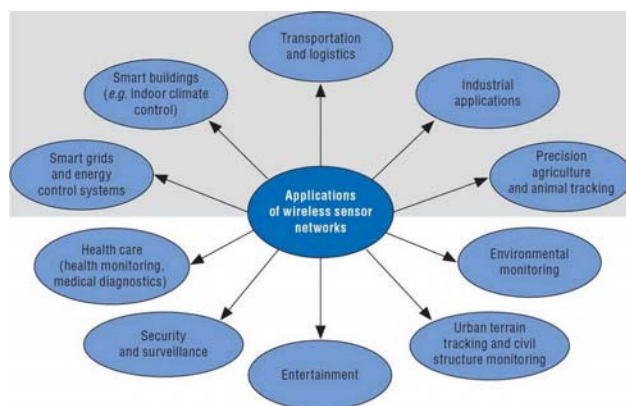 Transportation
and logistics
Smart buildings
(e.g. indoor climate
control)
Industrial
applications
Smart grids
and energy
control systems
Precision
agriculture
and animal tracking
Applications
of wireless sensor
networks
Health care
(health monitoring,
medical diagnostics)
Environmental
monitoring
Security
and surveillance
Urban terrain
tracking and civil
structure monitoring
Entertainment